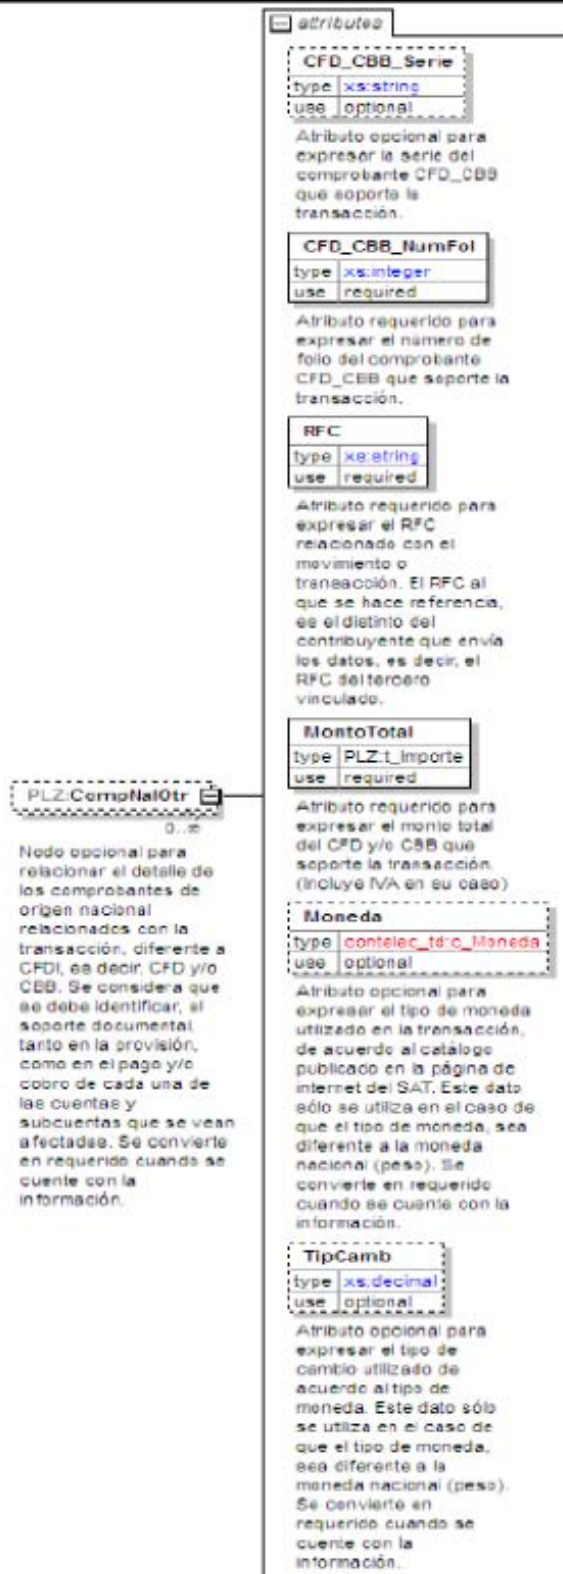 attributes
CFD_CBB_Serie
type xs:string
use optional
Atributo opcional para
expresar la serie del
comprobante CFD_CBB
que soporte la
transacción.
CFD_CBB_NumFol
type xs:integer
use required
Atributo requerido para
expresar el número de
folio del comprobante
CFD_CBB que soporte la
transacción.
RFC
type xs:string
use required
Atributo requerido para
expresar el RFC
relacionado con el
movimiento o
transacción. El RFC al
que se hace referencia,
es el distinto del
contribuyente que envía
los datos, es decir, el
RFC del tercero
vinculado.
MontoTotal
type PLZ:t_Importe
use required
Atributo requerido para
expresar el monto total
del CFD y/o CBB que
soporte la transacción.
(Incluye IVA en su caso)
PLZ:CompNalOtr
0..∞
Nodo opcional para
relacionar el detalle de
los comprobantes de
origen nacional
relacionados con la
transacción, diferente a
CFDI, es decir, CFD y/o
CBB. Se considera que
se debe identificar, el
soporte documental,
tanto en la provisión,
como en el pago y/o
cobro de cada una de
las cuentas y
subcuentas que se vean
afectadas. Se convierte
en requerido cuando se
cuente con la
información.
Moneda
type contelec_td:c_Moneda
use optional
Atributo opcional para
expresar el tipo de moneda
utilizado en la transacción,
de acuerdo al catálogo
publicado en la página de
internet del SAT. Este dato
sólo se utiliza en el caso de
que el tipo de moneda, sea
diferente a la moneda
nacional (peso). Se
convierte en requerido
cuando se cuente con la
información.
TipCamb
type xs:decimal
use optional
Atributo opcional para
expresar el tipo de
cambio utilizado de
acuerdo al tipo de
moneda. Este dato sólo
se utiliza en el caso de
que el tipo de moneda,
sea diferente a la
moneda nacional (peso).
Se convierte en
requerido cuando se
cuente con la
información.